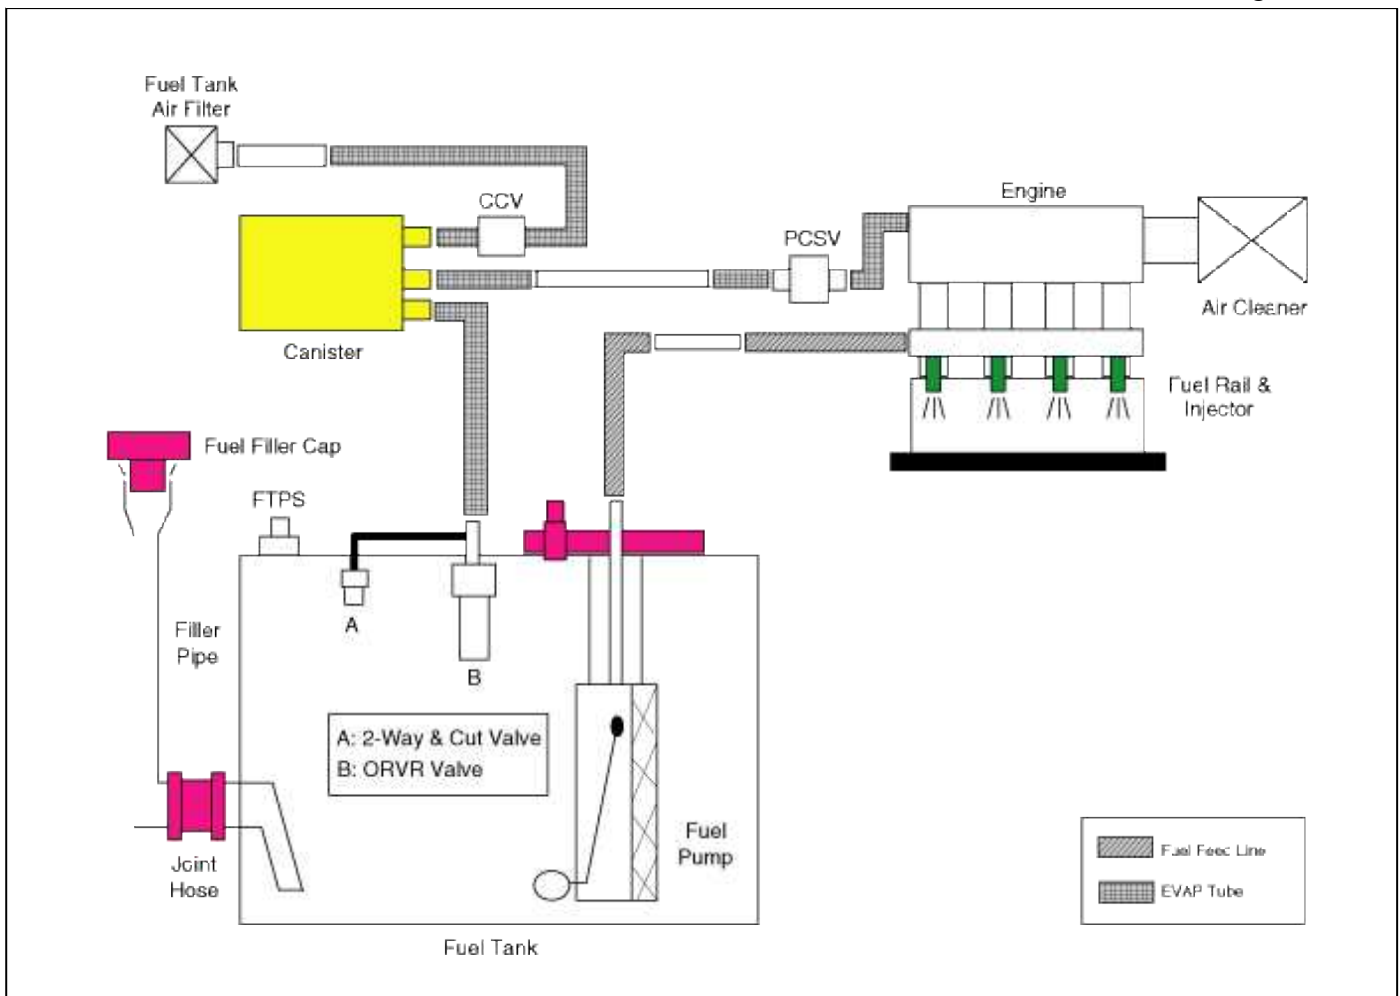 Fuel Tank
Air Filter
CCV
Engine
PCSV
Air Cleaner
Canister
Fuel Rail &
Injector
Fuel Filler Cap
FTPS
A
Filler
Pipe
B
A: 2-Way & Cut Valve
B: ORVR Valve
Fuel
Pump
Joint
Hose
Fuel Feed Line
EVAP Tube
Fuel Tank